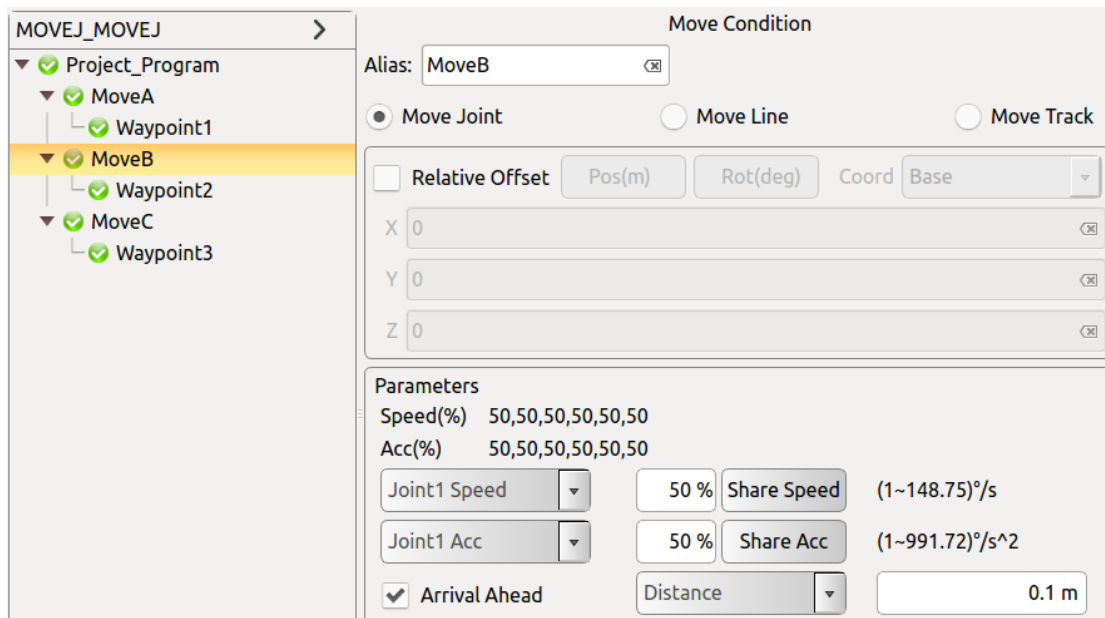 MOVEJ_MOVEJ
Project_Program
MoveA
Waypoint1
MoveB
Waypoint2
MoveC
Waypoint3
Move Condition
Alias: MoveB
Move Joint Move Line Move Track
Relative Offset Pos(m) Rot(deg) Coord Base
X 0
Y 0
Z 0
Parameters
Speed(%) 50,50,50,50,50,50
Acc(%) 50,50,50,50,50,50
Joint1 Speed 50 % Share Speed (1~148.75)°/s
Joint1 Acc 50 % Share Acc (1~991.72)°/s^2
Arrival Ahead Distance 0.1 m